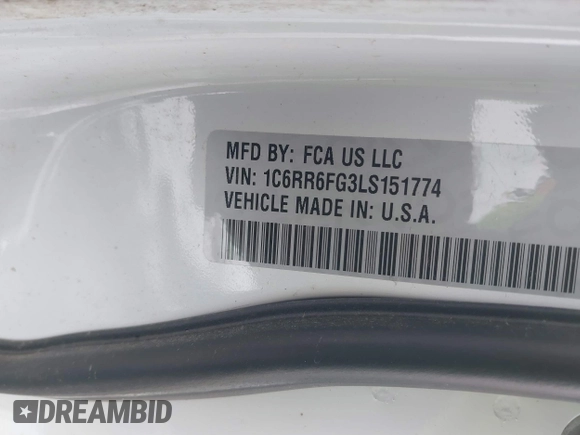 MFD BY: FCA US LLC
VIN: 1C6RR6FG3LS151774
VEHICLE MADE IN: U.S.A.
DREAMBID